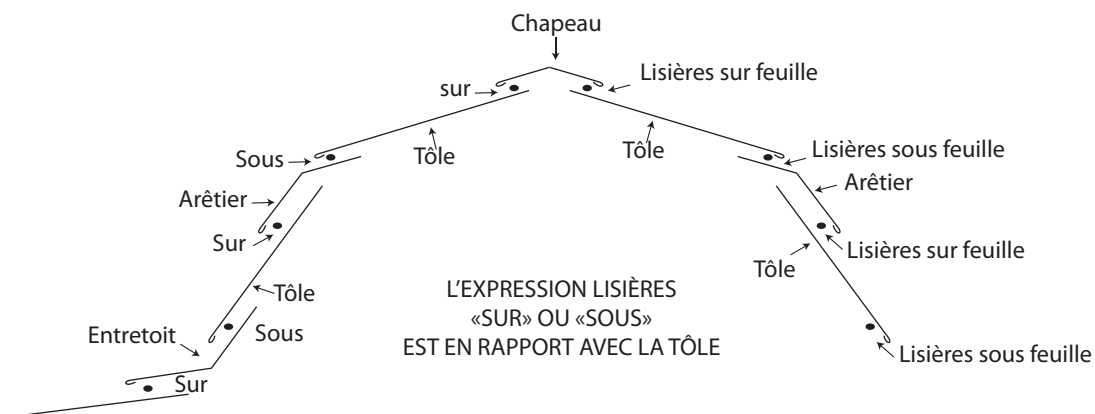 Chapeau
sur
Lisières sur feuille
Sous
Tôle
Tôle
Lisières sous feuille
Arêtier
Arêtier
Sur
Lisières sur feuille
Tôle
Tôle
L'EXPRESSION LISIÈRES
«SUR» OU «SOUS»
EST EN RAPPORT AVEC LA TÔLE
Entretoit
Sous
Lisières sous feuille
Sur